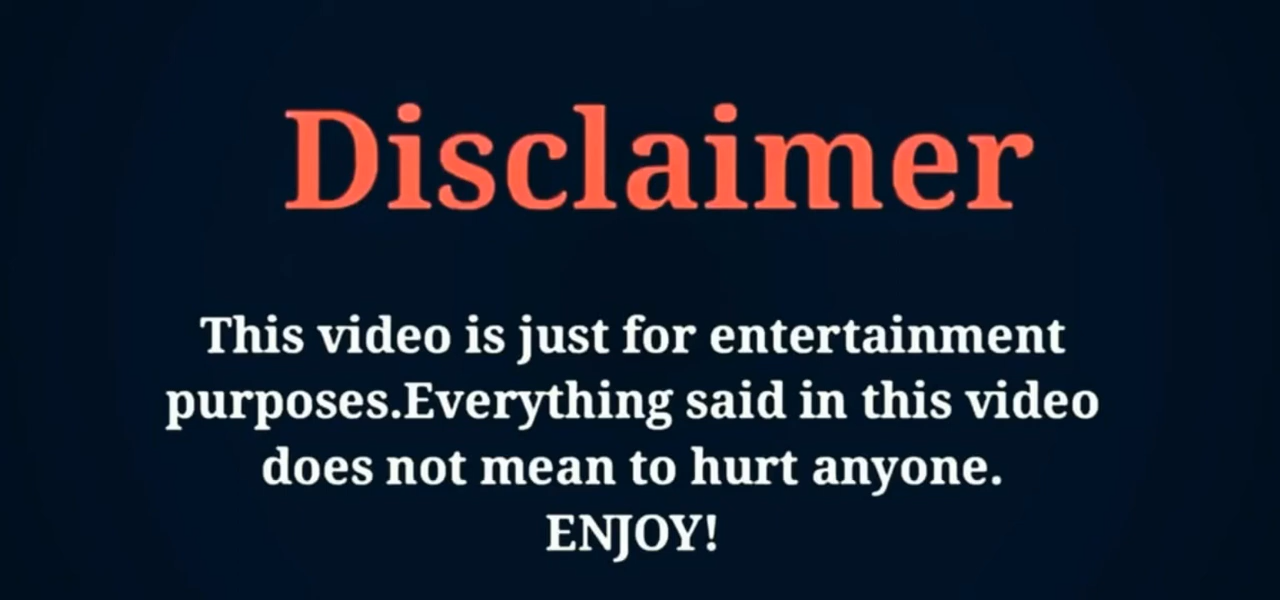 Disclaimer
This video is just for entertainment
purposes.Everything said in this video
does not mean to hurt anyone.
ENJOY!